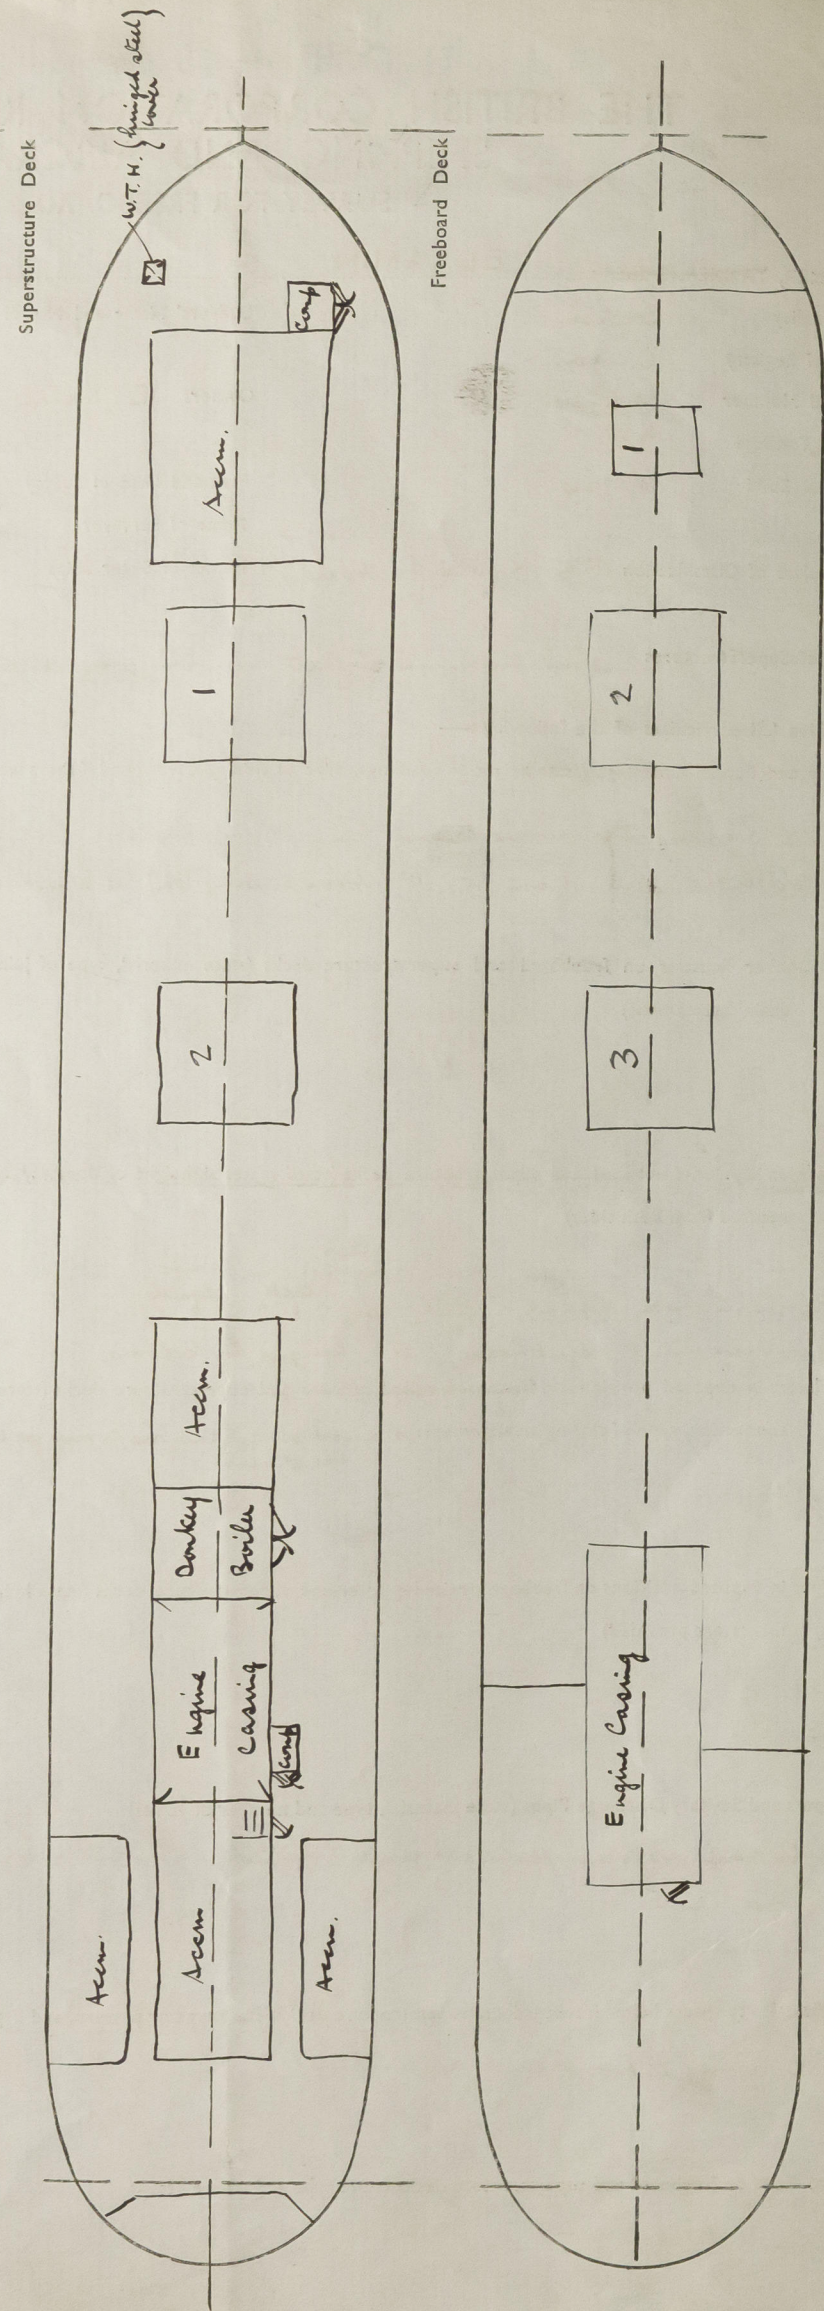 Superstructure Deck
W.T.H. {hinged steel}
cover
Comp
Accm.
1
2
Accm.
Donkey
Boiler
Engine
Casing
Comp
Accm
Accm.
Accm.
Freeboard Deck
1
2
3
Engine Casing